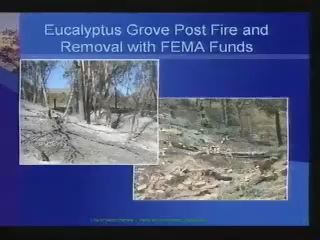 Eucalyptus Grove Post Fire and
Removal with FEMA Funds